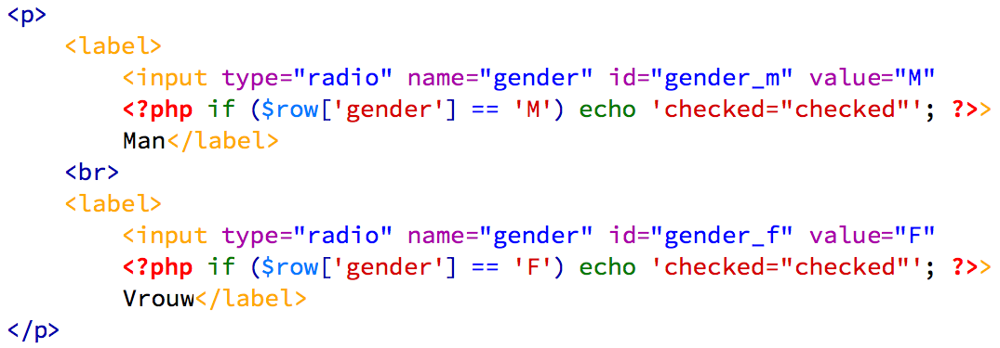 <p>
<label>
<input type="radio" name="gender" id="gender_m" value="M"
<?php if ($row['gender'] == 'M') echo 'checked="checked"'; ?>>
Man</label>
<br>
<label>
<input type="radio" name="gender" id="gender_f" value="F"
<?php if ($row['gender'] == 'F') echo 'checked="checked"'; ?>>
Vrouw</label>
</p>